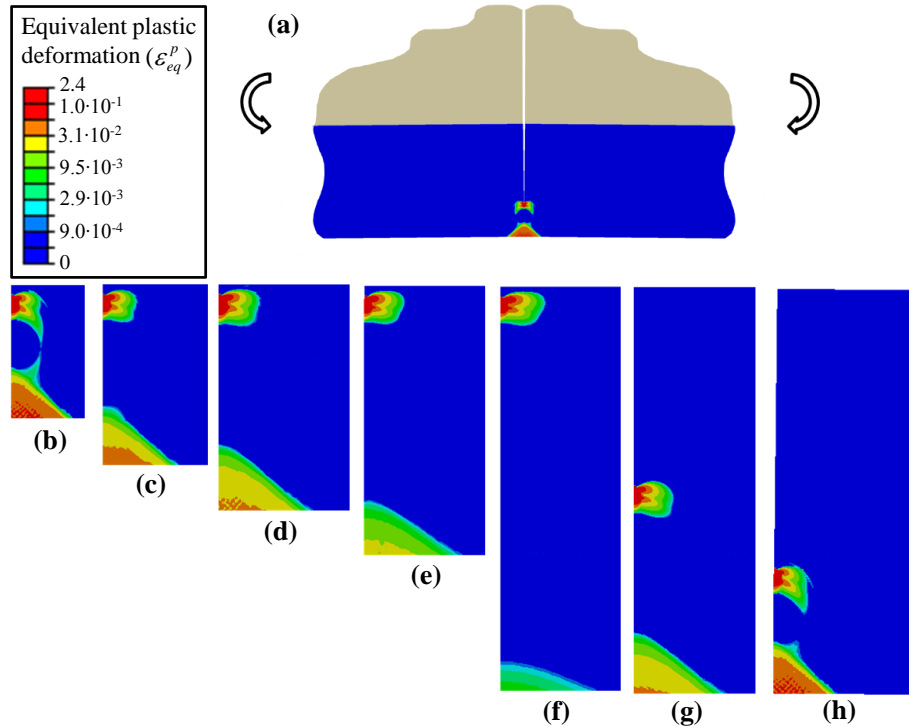 Equivalent plastic
deformation (ε^p_eq)
2.4
1.0·10⁻¹
3.1·10⁻²
9.5·10⁻³
2.9·10⁻³
9.0·10⁻⁴
0
(a)
(b)
(c)
(d)
(e)
(f)
(g)
(h)